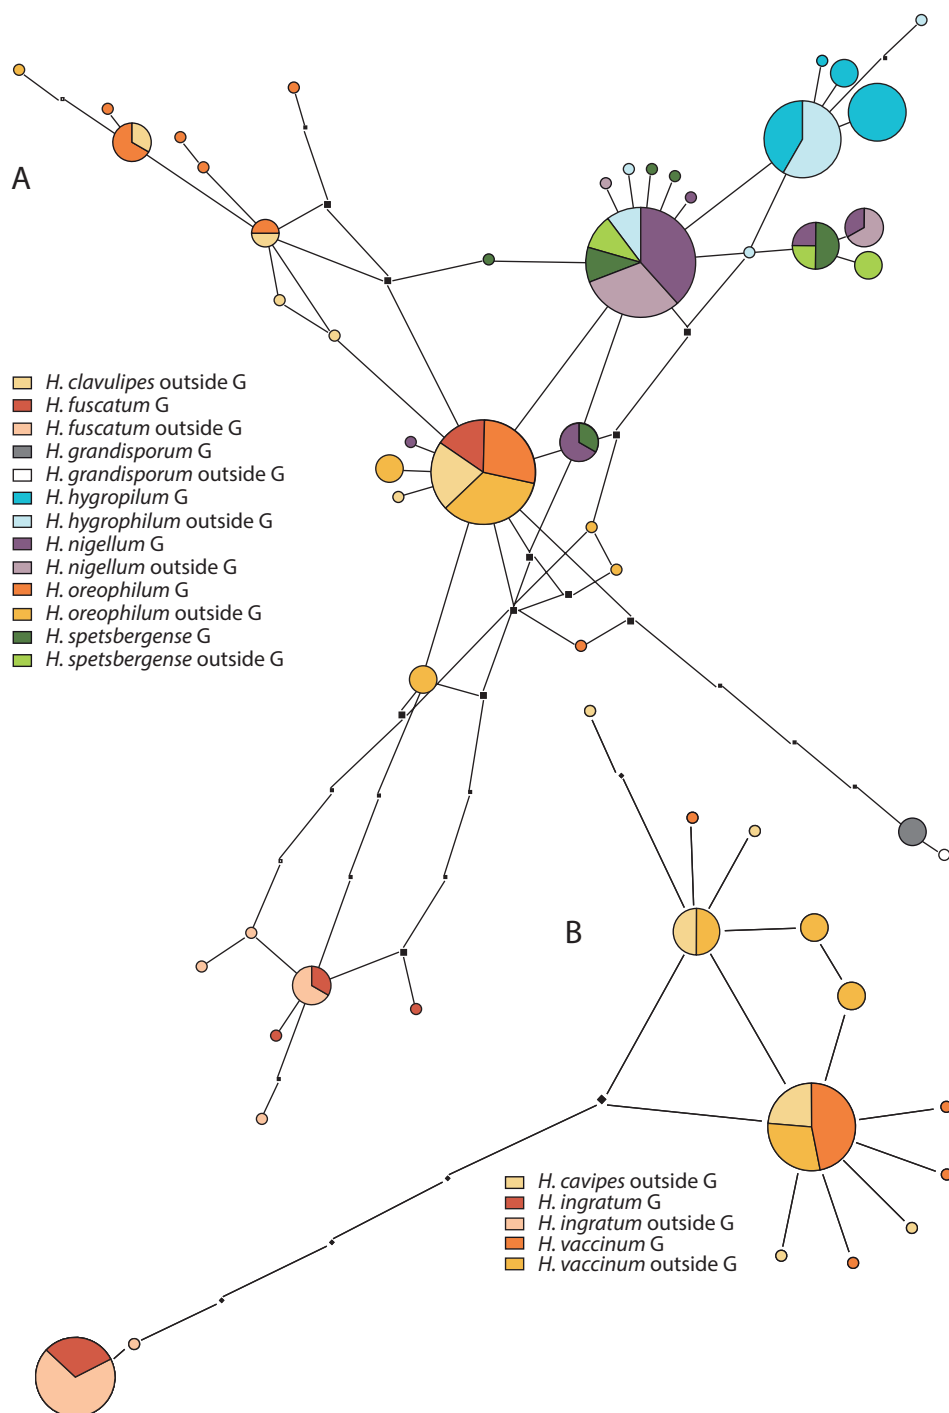 A
H. clavulipes outside G
H. fuscatum G
H. fuscatum outside G
H. grandisporum G
H. grandisporum outside G
H. hygropilum G
H. hygrophilum outside G
H. nigellum G
H. nigellum outside G
H. oreophilum G
H. oreophilum outside G
H. spetsbergense G
H. spetsbergense outside G
B
H. cavipes outside G
H. ingratum G
H. ingratum outside G
H. vaccinum G
H. vaccinum outside G